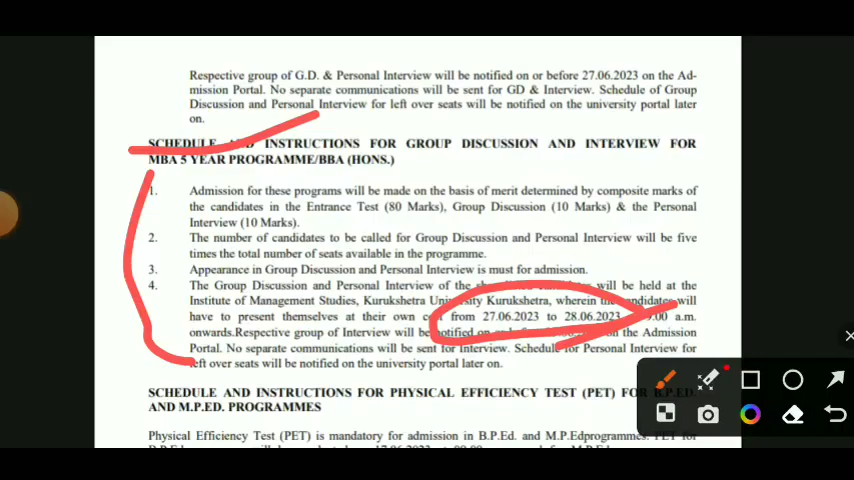 Respective group of G.D. & Personal Interview will be notified on or before 27.06.2023 on the Ad-
mission Portal. No separate communications will be sent for GD & Interview. Schedule of Group
Discussion and Personal Interview for left over seats will be notified on the university portal later
on.
SCHEDULE AND INSTRUCTIONS FOR GROUP DISCUSSION AND INTERVIEW FOR
MBA 5 YEAR PROGRAMME/BBA (HONS.)
1. Admission for these programs will be made on the basis of merit determined by composite marks of
the candidates in the Entrance Test (80 Marks), Group Discussion (10 Marks) & the Personal
Interview (10 Marks).
2. The number of candidates to be called for Group Discussion and Personal Interview will be five
times the total number of seats available in the programme.
3. Appearance in Group Discussion and Personal Interview is must for admission.
4. The Group Discussion and Personal Interview of the candidates will be held at the
Institute of Management Studies, Kurukshetra University Kurukshetra, wherein the candidates will
have to present themselves at their own from 27.06.2023 to 28.06.2023 a.m.
onwards.Respective group of Interview will be notified on the Admission
Portal. No separate communications will be sent for Interview. Schedule for Personal Interview for
left over seats will be notified on the university portal later on.
SCHEDULE AND INSTRUCTIONS FOR PHYSICAL EFFICIENCY TEST (PET) FOR B.P.ED.
AND M.P.ED. PROGRAMMES
Physical Efficiency Test (PET) is mandatory for admission in B.P.Ed. and M.P.Edprogrammes. PET for